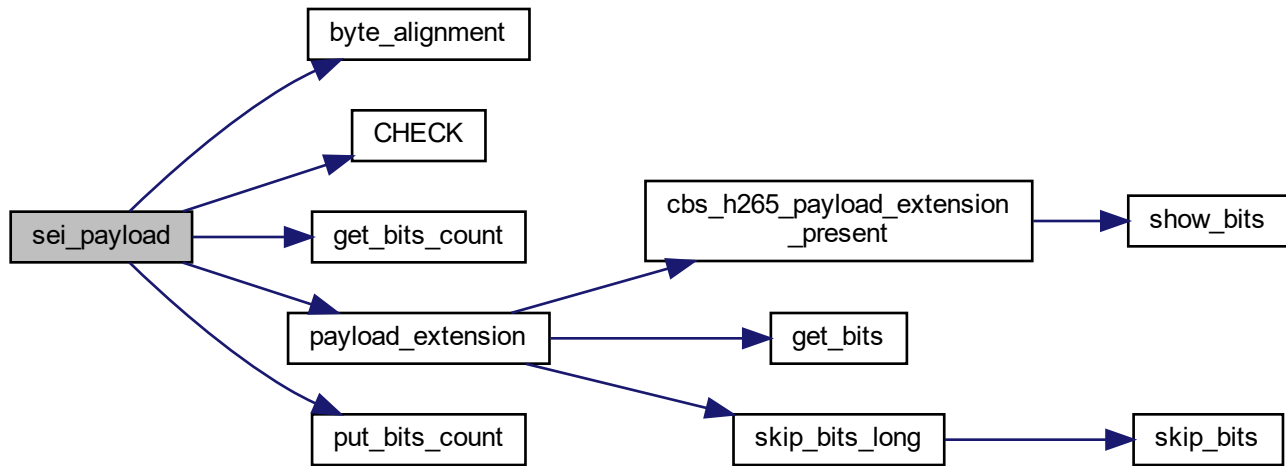 byte_alignment
CHECK
sei_payload
get_bits_count
cbs_h265_payload_extension
_present
show_bits
payload_extension
get_bits
put_bits_count
skip_bits_long
skip_bits